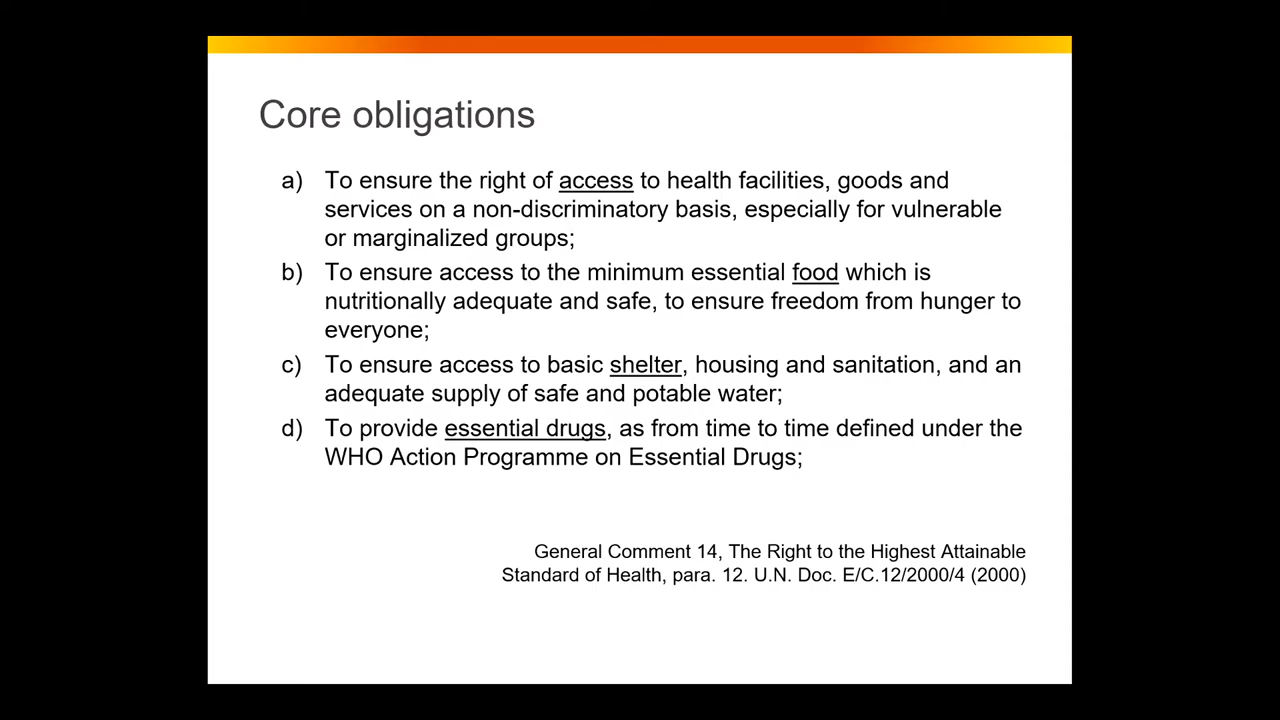 Core obligations
a) To ensure the right of access to health facilities, goods and
services on a non-discriminatory basis, especially for vulnerable
or marginalized groups;
b) To ensure access to the minimum essential food which is
nutritionally adequate and safe, to ensure freedom from hunger to
everyone;
c) To ensure access to basic shelter, housing and sanitation, and an
adequate supply of safe and potable water;
d) To provide essential drugs, as from time to time defined under the
WHO Action Programme on Essential Drugs;
General Comment 14, The Right to the Highest Attainable
Standard of Health, para. 12. U.N. Doc. E/C.12/2000/4 (2000)